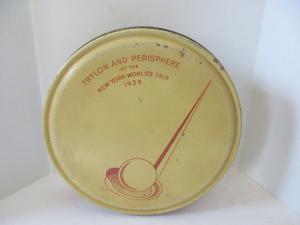 TRYLON AND PERISPHERE
AT THE
NEW YORK WORLD'S FAIR
1939